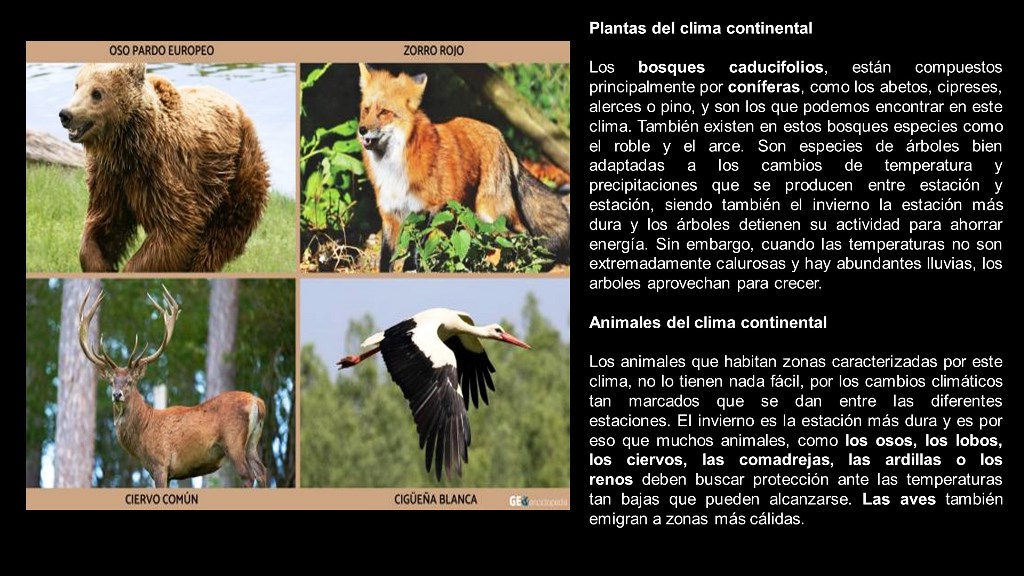 OSO PARDO EUROPEO
ZORRO ROJO
CIERVO COMÚN
CIGÜEÑA BLANCA
GEOenciclopedia
Plantas del clima continental
Los bosques caducifolios, están compuestos
principalmente por coníferas, como los abetos, cipreses,
alerces o pino, y son los que podemos encontrar en este
clima. También existen en estos bosques especies como
el roble y el arce. Son especies de árboles bien
adaptadas a los cambios de temperatura y
precipitaciones que se producen entre estación y
estación, siendo también el invierno la estación más
dura y los árboles detienen su actividad para ahorrar
energía. Sin embargo, cuando las temperaturas no son
extremadamente calurosas y hay abundantes lluvias, los
arboles aprovechan para crecer.
Animales del clima continental
Los animales que habitan zonas caracterizadas por este
clima, no lo tienen nada fácil, por los cambios climáticos
tan marcados que se dan entre las diferentes
estaciones. El invierno es la estación más dura y es por
eso que muchos animales, como los osos, los lobos,
los ciervos, las comadrejas, las ardillas o los
renos deben buscar protección ante las temperaturas
tan bajas que pueden alcanzarse. Las aves también
emigran a zonas más cálidas.